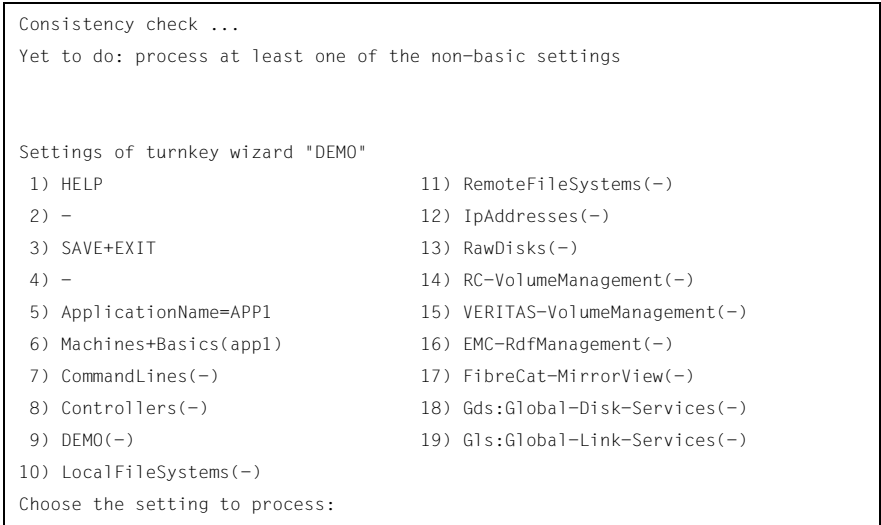 Consistency check ...
Yet to do: process at least one of the non-basic settings
Settings of turnkey wizard "DEMO"
1) HELP 11) RemoteFileSystems(-)
2) - 12) IpAddresses(-)
3) SAVE+EXIT 13) RawDisks(-)
4) - 14) RC-VolumeManagement(-)
5) ApplicationName=APP1 15) VERITAS-VolumeManagement(-)
6) Machines+Basics(app1) 16) EMC-RdfManagement(-)
7) CommandLines(-) 17) FibreCat-MirrorView(-)
8) Controllers(-) 18) Gds:Global-Disk-Services(-)
9) DEMO(-) 19) Gls:Global-Link-Services(-)
10) LocalFileSystems(-)
Choose the setting to process: